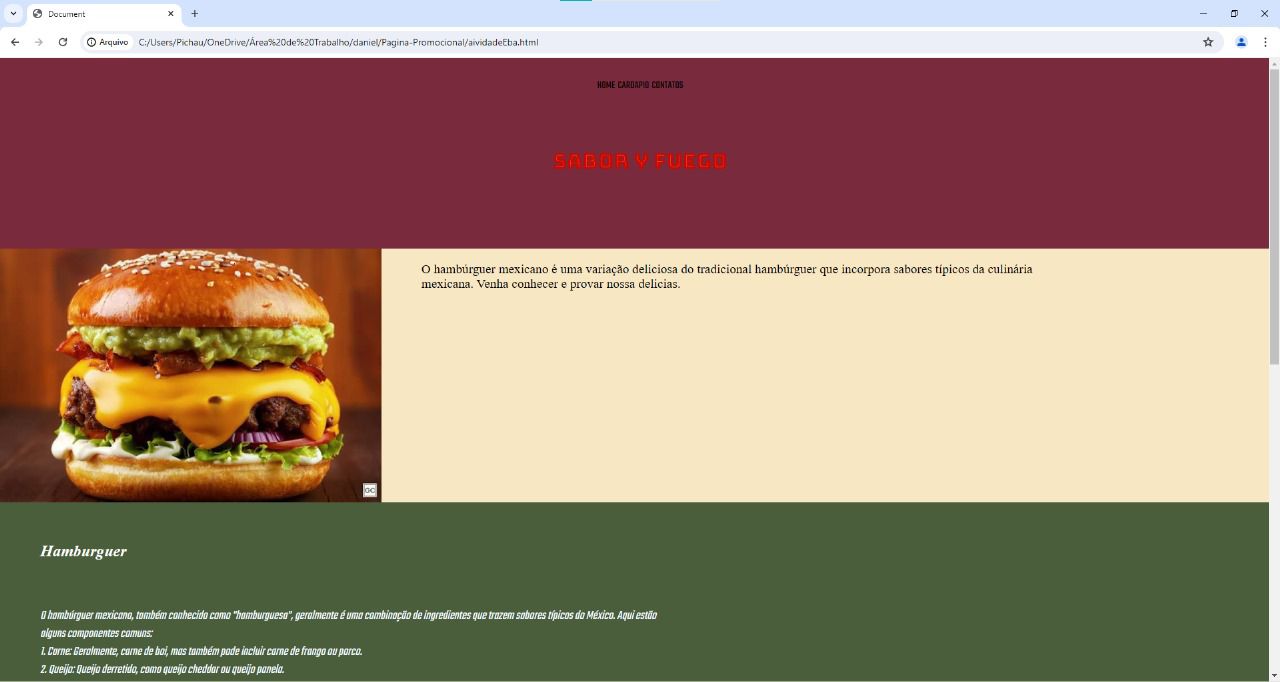 Document
Arquivo
C:/Users/Pichau/OneDrive/Área%20de%20Trabalho/daniel/Pagina-Promocional/aividadeEba.html
HOME CARDAPIO CONTATOS
SABOR Y FUEGO
O hambúrguer mexicano é uma variação deliciosa do tradicional hambúrguer que incorpora sabores típicos da culinária
mexicana. Venha conhecer e provar nossa delicias.
Hamburguer
O hambúrguer mexicano, também conhecido como "hamburguesa", geralmente é uma combinação de ingredientes que trazem sabores típicos do México. Aqui estão
alguns componentes comuns:
1. Carne: Geralmente, carne de boi, mas também pode incluir carne de frango ou porco.
2. Queijo: Queijo derretido, como queijo cheddar ou queijo panela.